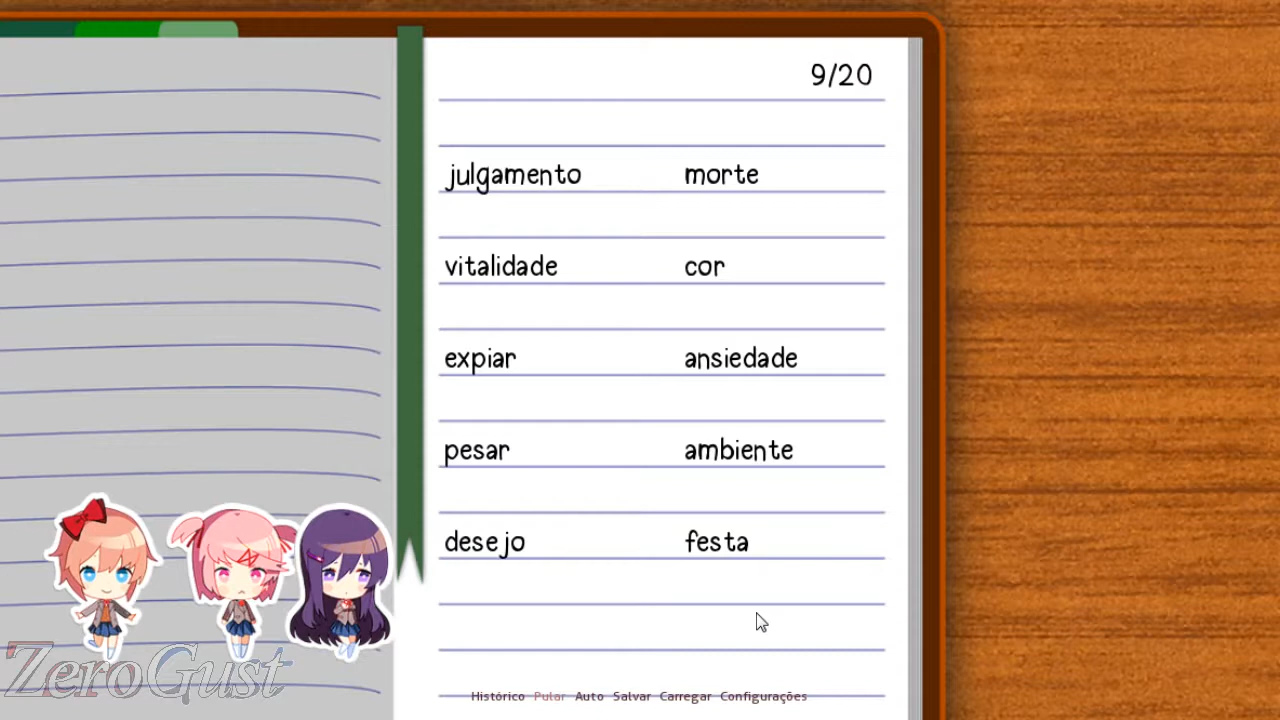 9/20
julgamento morte
vitalidade cor
expiar ansiedade
pesar ambiente
desejo festa
ZeroGust
Histórico Pular Auto Salvar Carregar Configurações